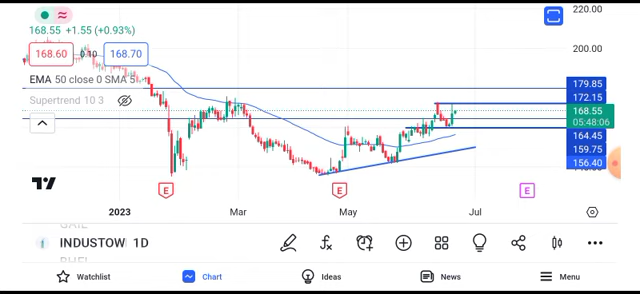 220.00
168.55 +1.55 (+0.93%)
168.60 0.10 168.70
200.00
EMA 50 close 0 SMA 5
Supertrend 10 3
179.85
172.15
168.55
05:48:06
164.45
159.75
156.40
E
E
E
2023 Mar May Jul
INDUSTOW 1D
Watchlist
Chart
Ideas
News
Menu